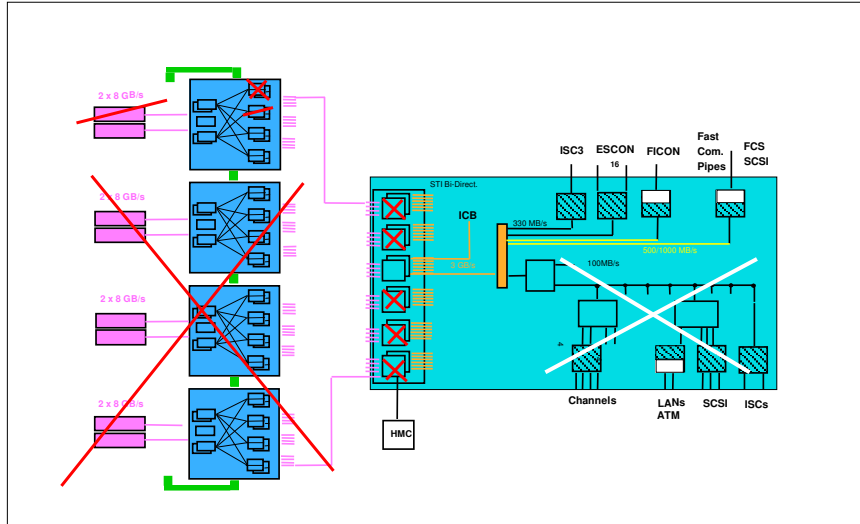 2 x 8 GB/s
2 x 8 GB/s
2 x 8 GB/s
2 x 8 GB/s
STI Bi-Direct.
ICB
1 GB/s
330 MB/s
500/1000 MB/s
100MB/s
ISC3
ESCON
16
FICON
Fast
Com.
Pipes
FCS
SCSI
4
Channels
LANs
ATM
SCSI
ISCs
HMC